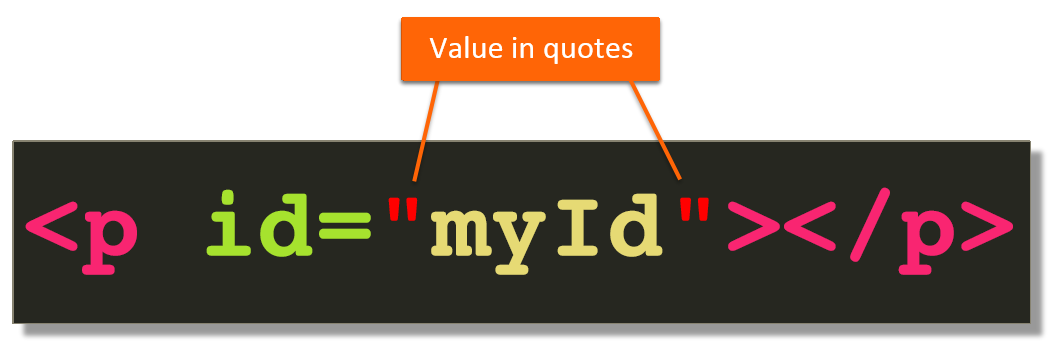 Value in quotes
<p id="myId"></p>